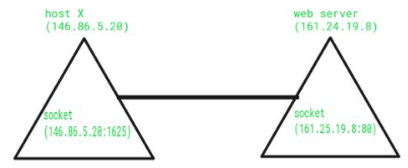 host X
(146.86.5.20)
web server
(161.24.19.8)
socket
(146.86.5.20:1625)
socket
(161.25.19.8:80)